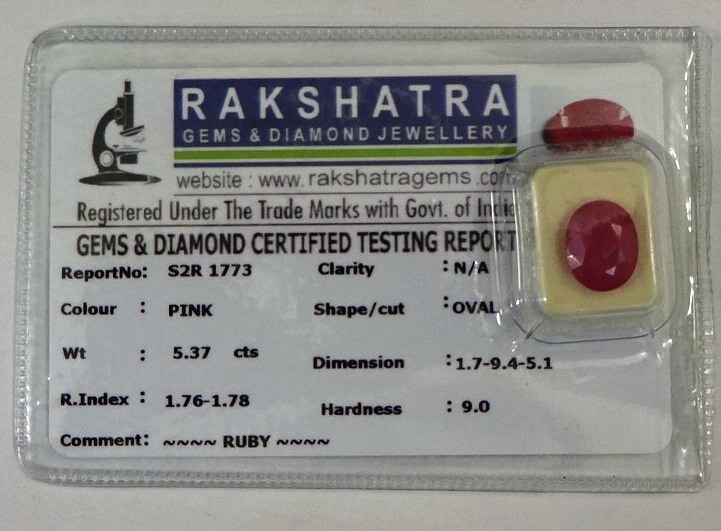 RAKSHATRA
GEMS & DIAMOND JEWELLERY
website : www.rakshatragems.com
Registered Under The Trade Marks with Govt. of India
GEMS & DIAMOND CERTIFIED TESTING REPORT
ReportNo: S2R 1773 Clarity : N/A
Colour : PINK Shape/cut : OVAL
Wt : 5.37 cts Dimension : 1.7-9.4-5.1
R.Index : 1.76-1.78 Hardness : 9.0
Comment: ~~~~ RUBY ~~~~